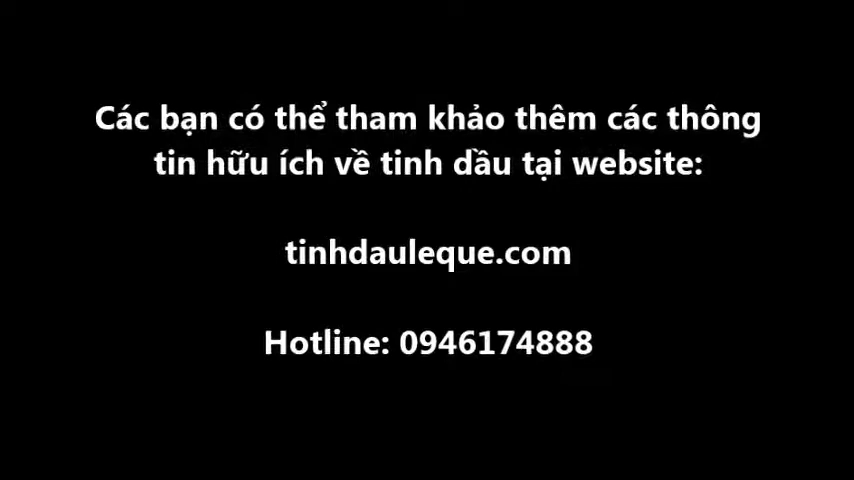 Các bạn có thể tham khảo thêm các thông
tin hữu ích về tinh dầu tại website:
tinhdauleque.com
Hotline: 0946174888